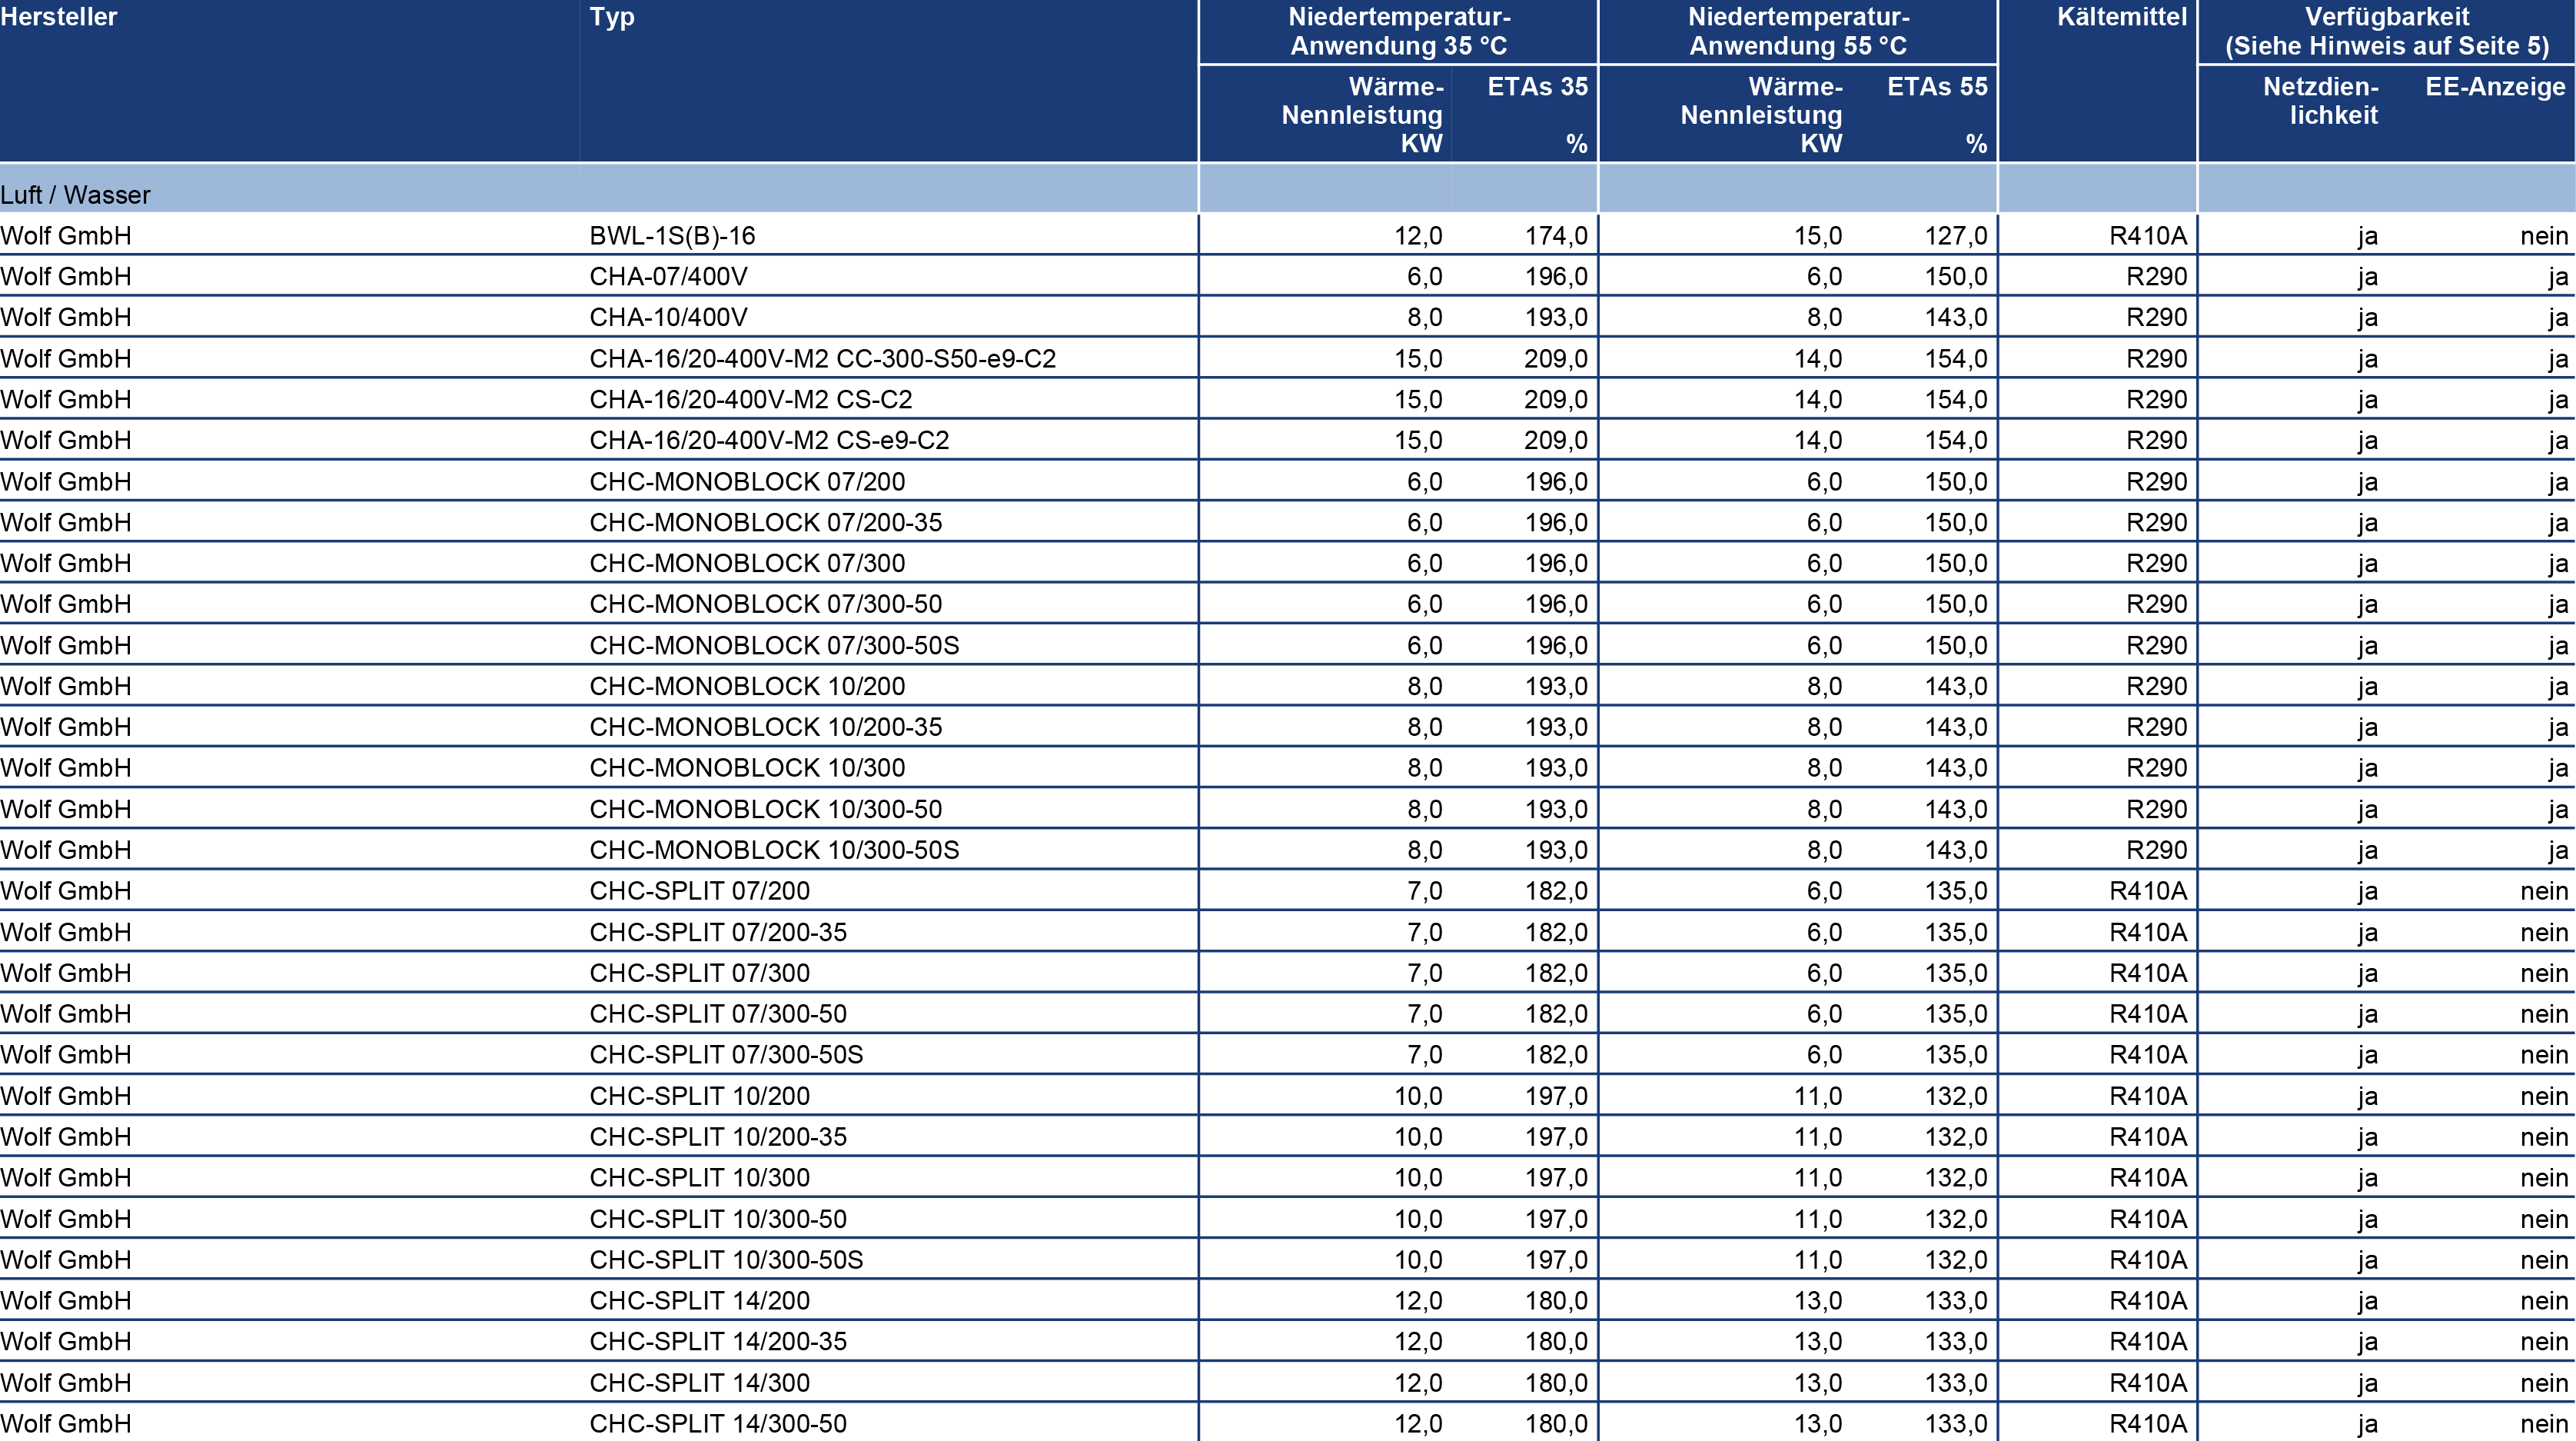 Hersteller Typ Niedertemperatur- Niedertemperatur- Kältemittel Verfügbarkeit
Anwendung 35 °C Anwendung 55 °C (Siehe Hinweis auf Seite 5)
Wärme- ETAs 35 Wärme- ETAs 55 Netzdien- EE-Anzeige
Nennleistung Nennleistung lichkeit
KW % KW %
Luft / Wasser
Wolf GmbH BWL-1S(B)-16 12,0 174,0 15,0 127,0 R410A ja nein
Wolf GmbH CHA-07/400V 6,0 196,0 6,0 150,0 R290 ja ja
Wolf GmbH CHA-10/400V 8,0 193,0 8,0 143,0 R290 ja ja
Wolf GmbH CHA-16/20-400V-M2 CC-300-S50-e9-C2 15,0 209,0 14,0 154,0 R290 ja ja
Wolf GmbH CHA-16/20-400V-M2 CS-C2 15,0 209,0 14,0 154,0 R290 ja ja
Wolf GmbH CHA-16/20-400V-M2 CS-e9-C2 15,0 209,0 14,0 154,0 R290 ja ja
Wolf GmbH CHC-MONOBLOCK 07/200 6,0 196,0 6,0 150,0 R290 ja ja
Wolf GmbH CHC-MONOBLOCK 07/200-35 6,0 196,0 6,0 150,0 R290 ja ja
Wolf GmbH CHC-MONOBLOCK 07/300 6,0 196,0 6,0 150,0 R290 ja ja
Wolf GmbH CHC-MONOBLOCK 07/300-50 6,0 196,0 6,0 150,0 R290 ja ja
Wolf GmbH CHC-MONOBLOCK 07/300-50S 6,0 196,0 6,0 150,0 R290 ja ja
Wolf GmbH CHC-MONOBLOCK 10/200 8,0 193,0 8,0 143,0 R290 ja ja
Wolf GmbH CHC-MONOBLOCK 10/200-35 8,0 193,0 8,0 143,0 R290 ja ja
Wolf GmbH CHC-MONOBLOCK 10/300 8,0 193,0 8,0 143,0 R290 ja ja
Wolf GmbH CHC-MONOBLOCK 10/300-50 8,0 193,0 8,0 143,0 R290 ja ja
Wolf GmbH CHC-MONOBLOCK 10/300-50S 8,0 193,0 8,0 143,0 R290 ja ja
Wolf GmbH CHC-SPLIT 07/200 7,0 182,0 6,0 135,0 R410A ja nein
Wolf GmbH CHC-SPLIT 07/200-35 7,0 182,0 6,0 135,0 R410A ja nein
Wolf GmbH CHC-SPLIT 07/300 7,0 182,0 6,0 135,0 R410A ja nein
Wolf GmbH CHC-SPLIT 07/300-50 7,0 182,0 6,0 135,0 R410A ja nein
Wolf GmbH CHC-SPLIT 07/300-50S 7,0 182,0 6,0 135,0 R410A ja nein
Wolf GmbH CHC-SPLIT 10/200 10,0 197,0 11,0 132,0 R410A ja nein
Wolf GmbH CHC-SPLIT 10/200-35 10,0 197,0 11,0 132,0 R410A ja nein
Wolf GmbH CHC-SPLIT 10/300 10,0 197,0 11,0 132,0 R410A ja nein
Wolf GmbH CHC-SPLIT 10/300-50 10,0 197,0 11,0 132,0 R410A ja nein
Wolf GmbH CHC-SPLIT 10/300-50S 10,0 197,0 11,0 132,0 R410A ja nein
Wolf GmbH CHC-SPLIT 14/200 12,0 180,0 13,0 133,0 R410A ja nein
Wolf GmbH CHC-SPLIT 14/200-35 12,0 180,0 13,0 133,0 R410A ja nein
Wolf GmbH CHC-SPLIT 14/300 12,0 180,0 13,0 133,0 R410A ja nein
Wolf GmbH CHC-SPLIT 14/300-50 12,0 180,0 13,0 133,0 R410A ja nein